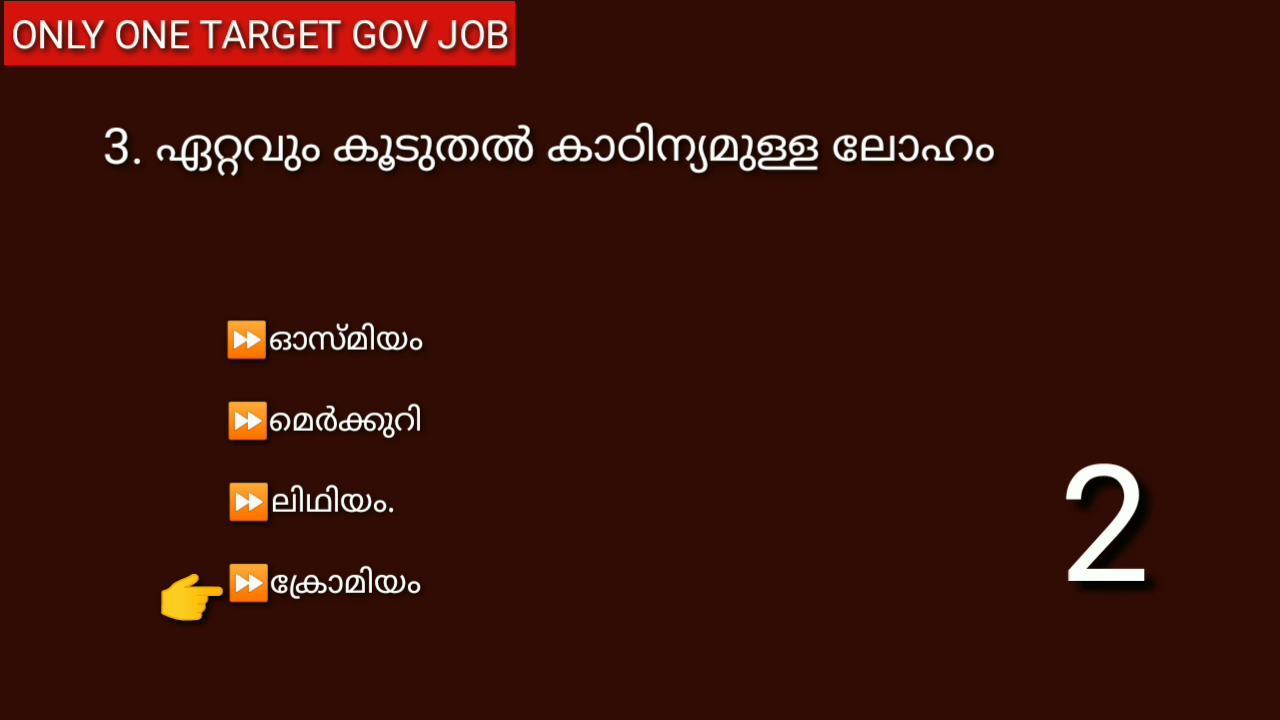 ONLY ONE TARGET GOV JOB
3. ഏറ്റവും കൂടുതൽ കാഠിന്യമുള്ള ലോഹം
⏩ഓസ്മിയം
⏩മെർക്കുറി
⏩ലിഥിയം.
👉⏩ക്രോമിയം
2